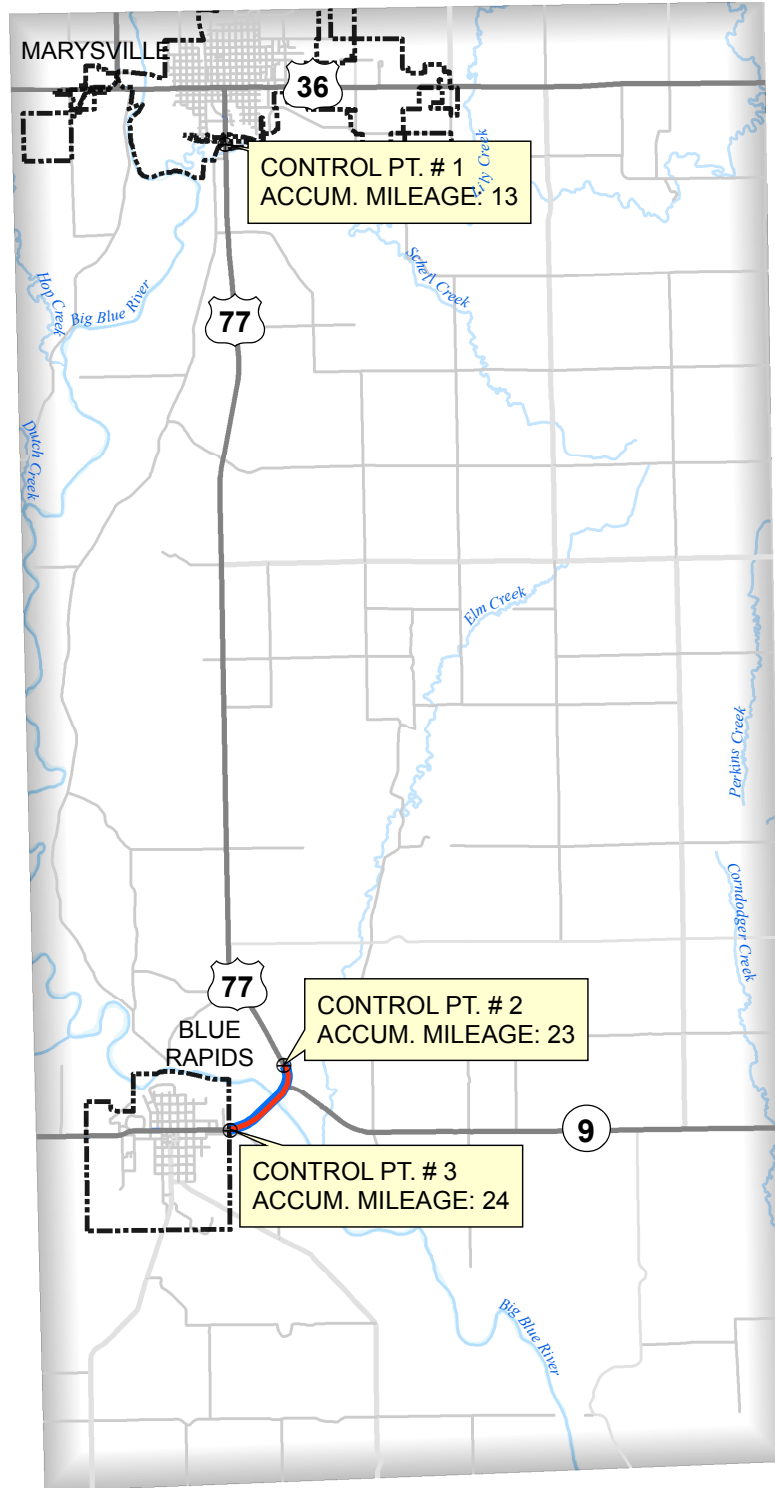 MARYSVILLE
36
CONTROL PT. # 1
ACCUM. MILEAGE: 13
Schell Creek
Hop Creek
Big Blue River
77
Dutch Creek
Elm Creek
Perkins Creek
Corndodger Creek
77
CONTROL PT. # 2
ACCUM. MILEAGE: 23
BLUE
RAPIDS
9
CONTROL PT. # 3
ACCUM. MILEAGE: 24
Big Blue River